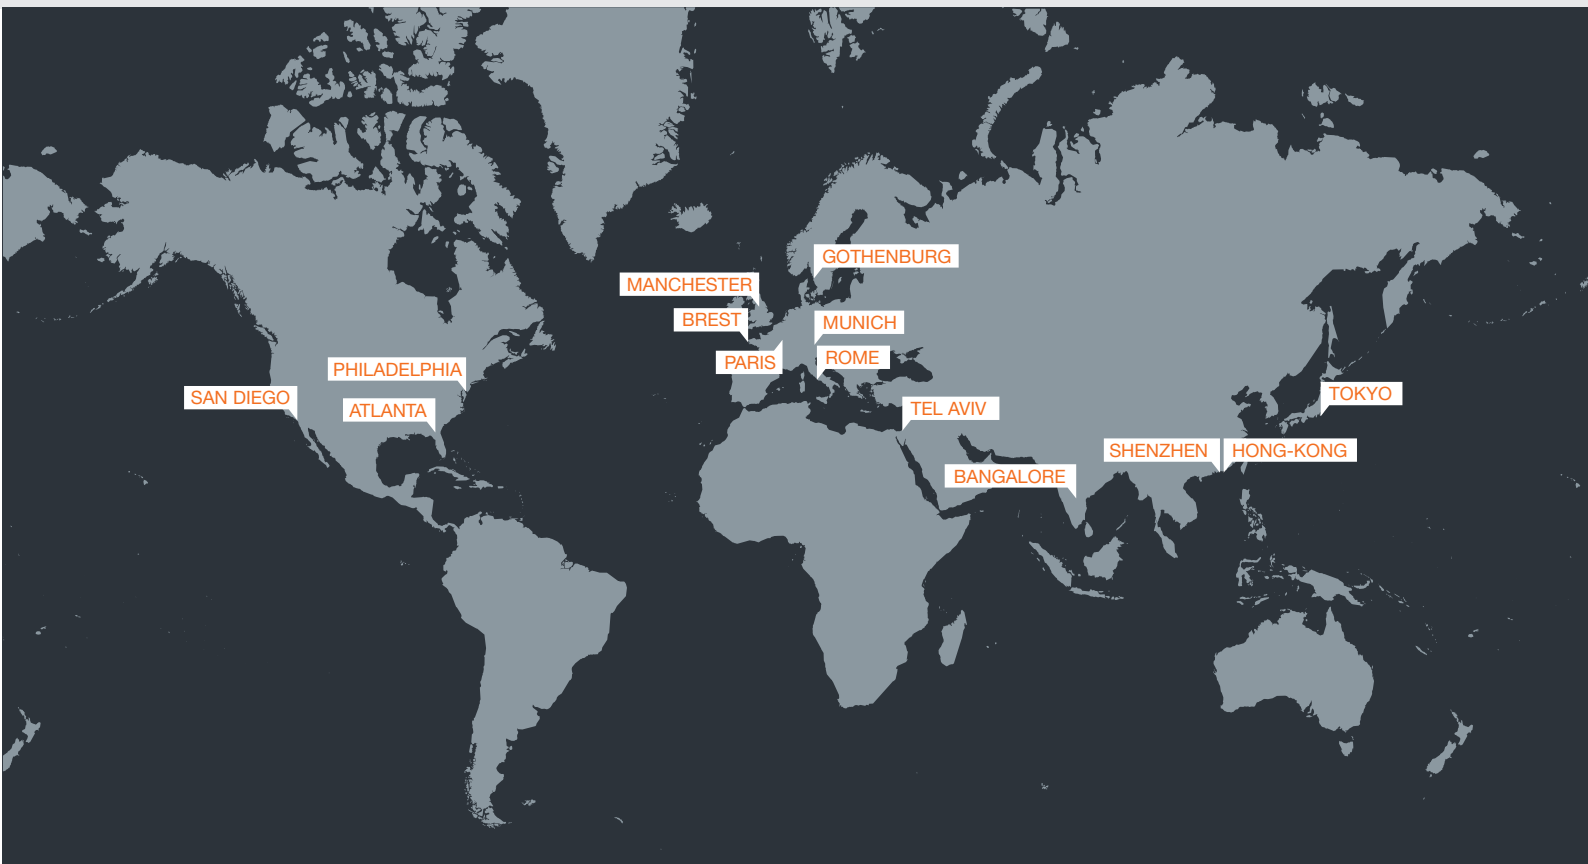 GOTHENBURG
MANCHESTER
BREST
MUNICH
PARIS
ROME
PHILADELPHIA
SAN DIEGO
ATLANTA
TOKYO
TEL AVIV
SHENZHEN
HONG-KONG
BANGALORE